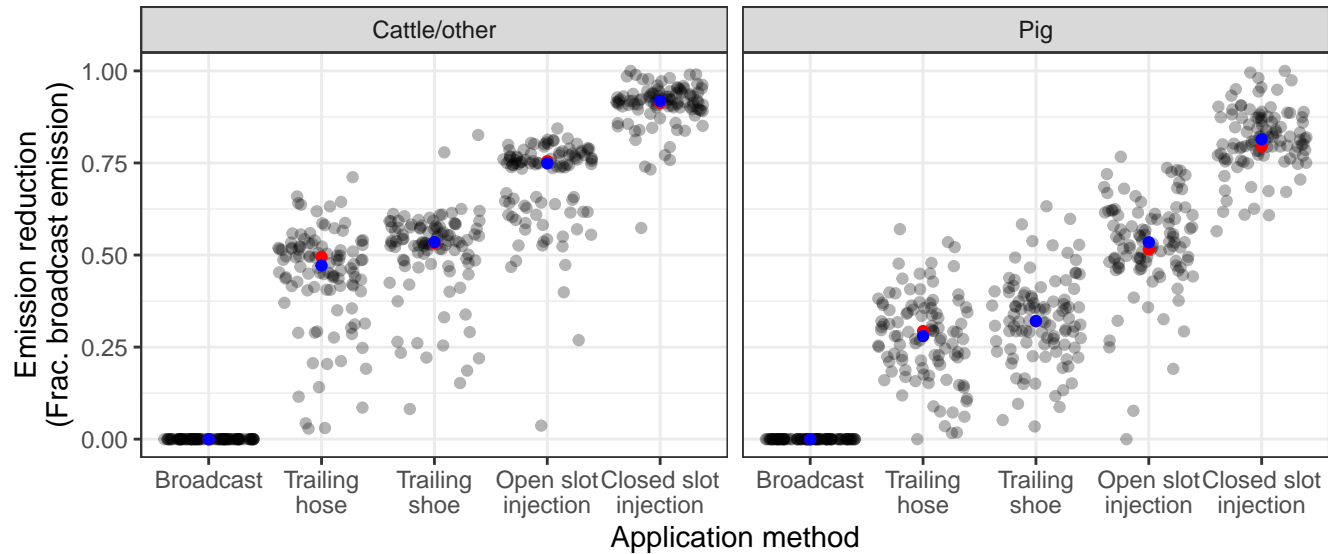 Cattle/other
Pig
Emission reduction
(Frac. broadcast emission)
1.00
0.75
0.50
0.25
0.00
Broadcast
Trailing
hose
Trailing
shoe
Open slot
injection
Closed slot
injection
Broadcast
Trailing
hose
Trailing
shoe
Open slot
injection
Closed slot
injection
Application method